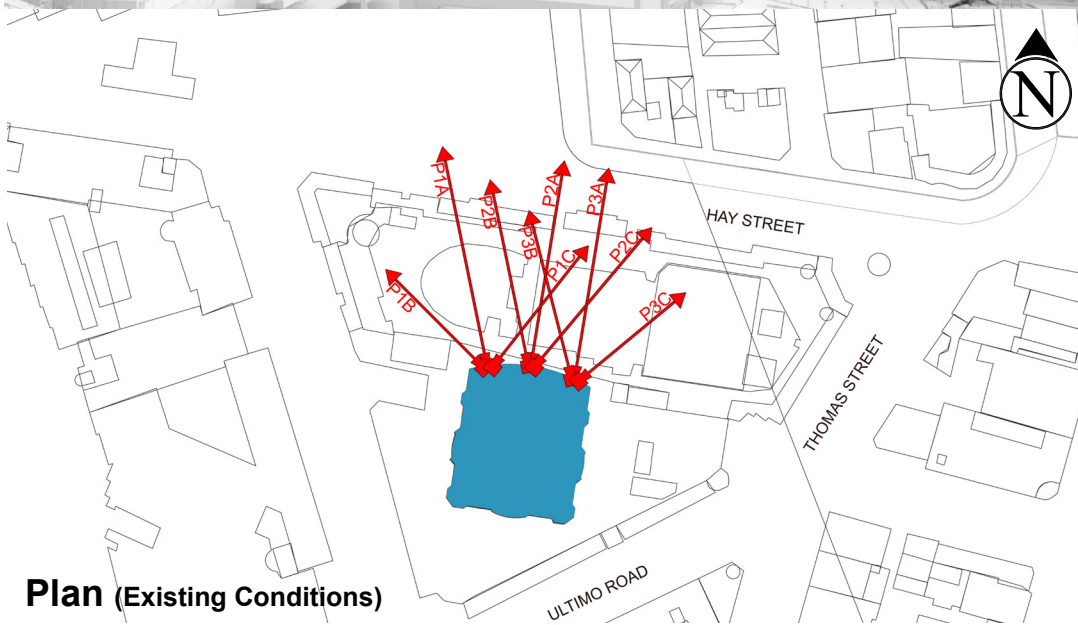 N
P1A
P2A
P2B
P3A
P3B
HAY STREET
P2C
P1C
P1B
P3C
THOMAS STREET
ULTIMO ROAD
Plan (Existing Conditions)